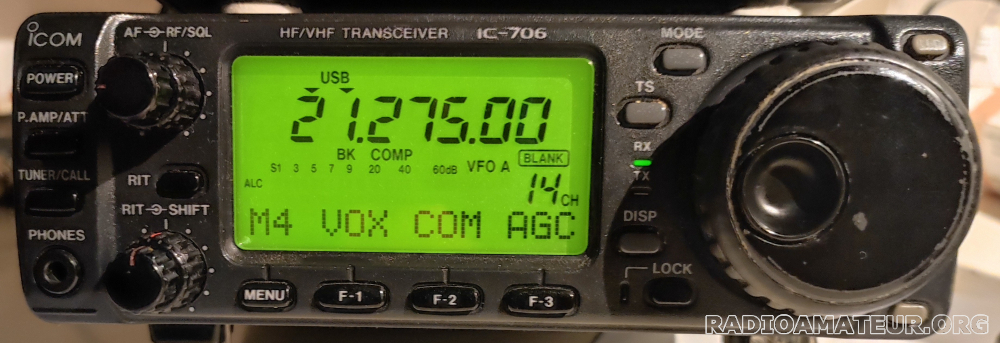 ICOM
HF/VHF TRANSCEIVER IC-706
AF RF/SQL
MODE
POWER
USB
21.275.00
TS
P.AMP/ATT
RX
BK COMP
S1 3 5 7 9 20 40 60dB VFO A BLANK
TUNER/CALL
RIT
ALC
14 CH
TX
RIT SHIFT
M4 VOX COM AGC
DISP
PHONES
LOCK
MENU F-1 F-2 F-3
RADIOAMATEUR.ORG